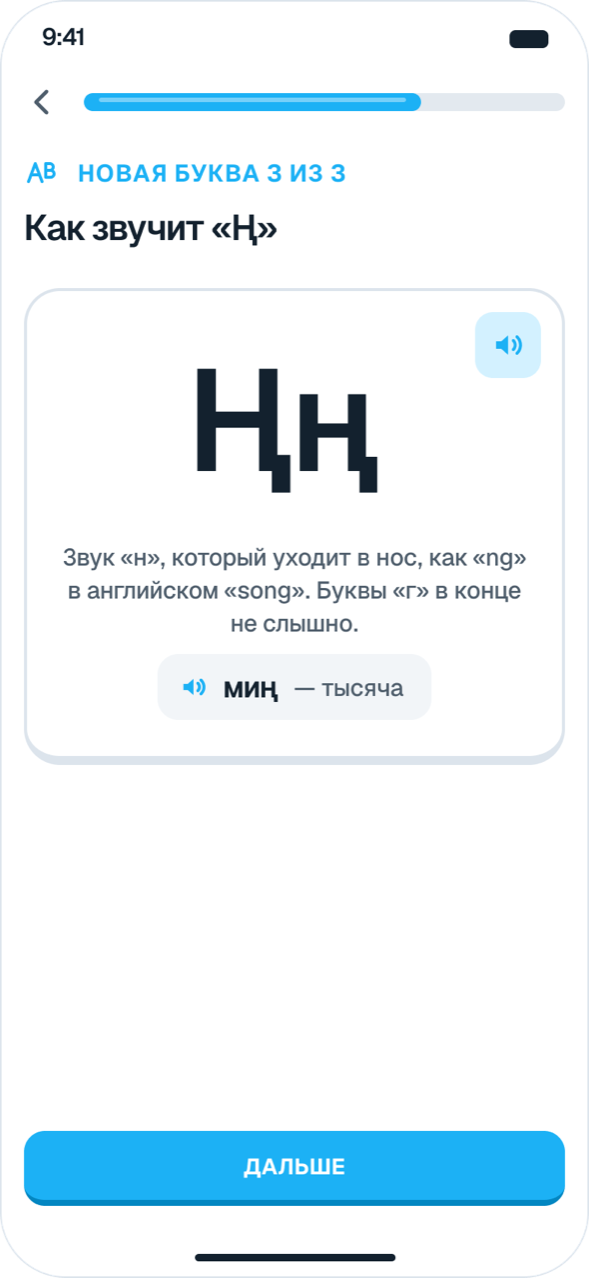 9:41
AB НОВАЯ БУКВА 3 ИЗ 3
Как звучит «Ң»
Ңң
Звук «н», который уходит в нос, как «ng»
в английском «song». Буквы «г» в конце
не слышно.
миң — тысяча
ДАЛЬШЕ